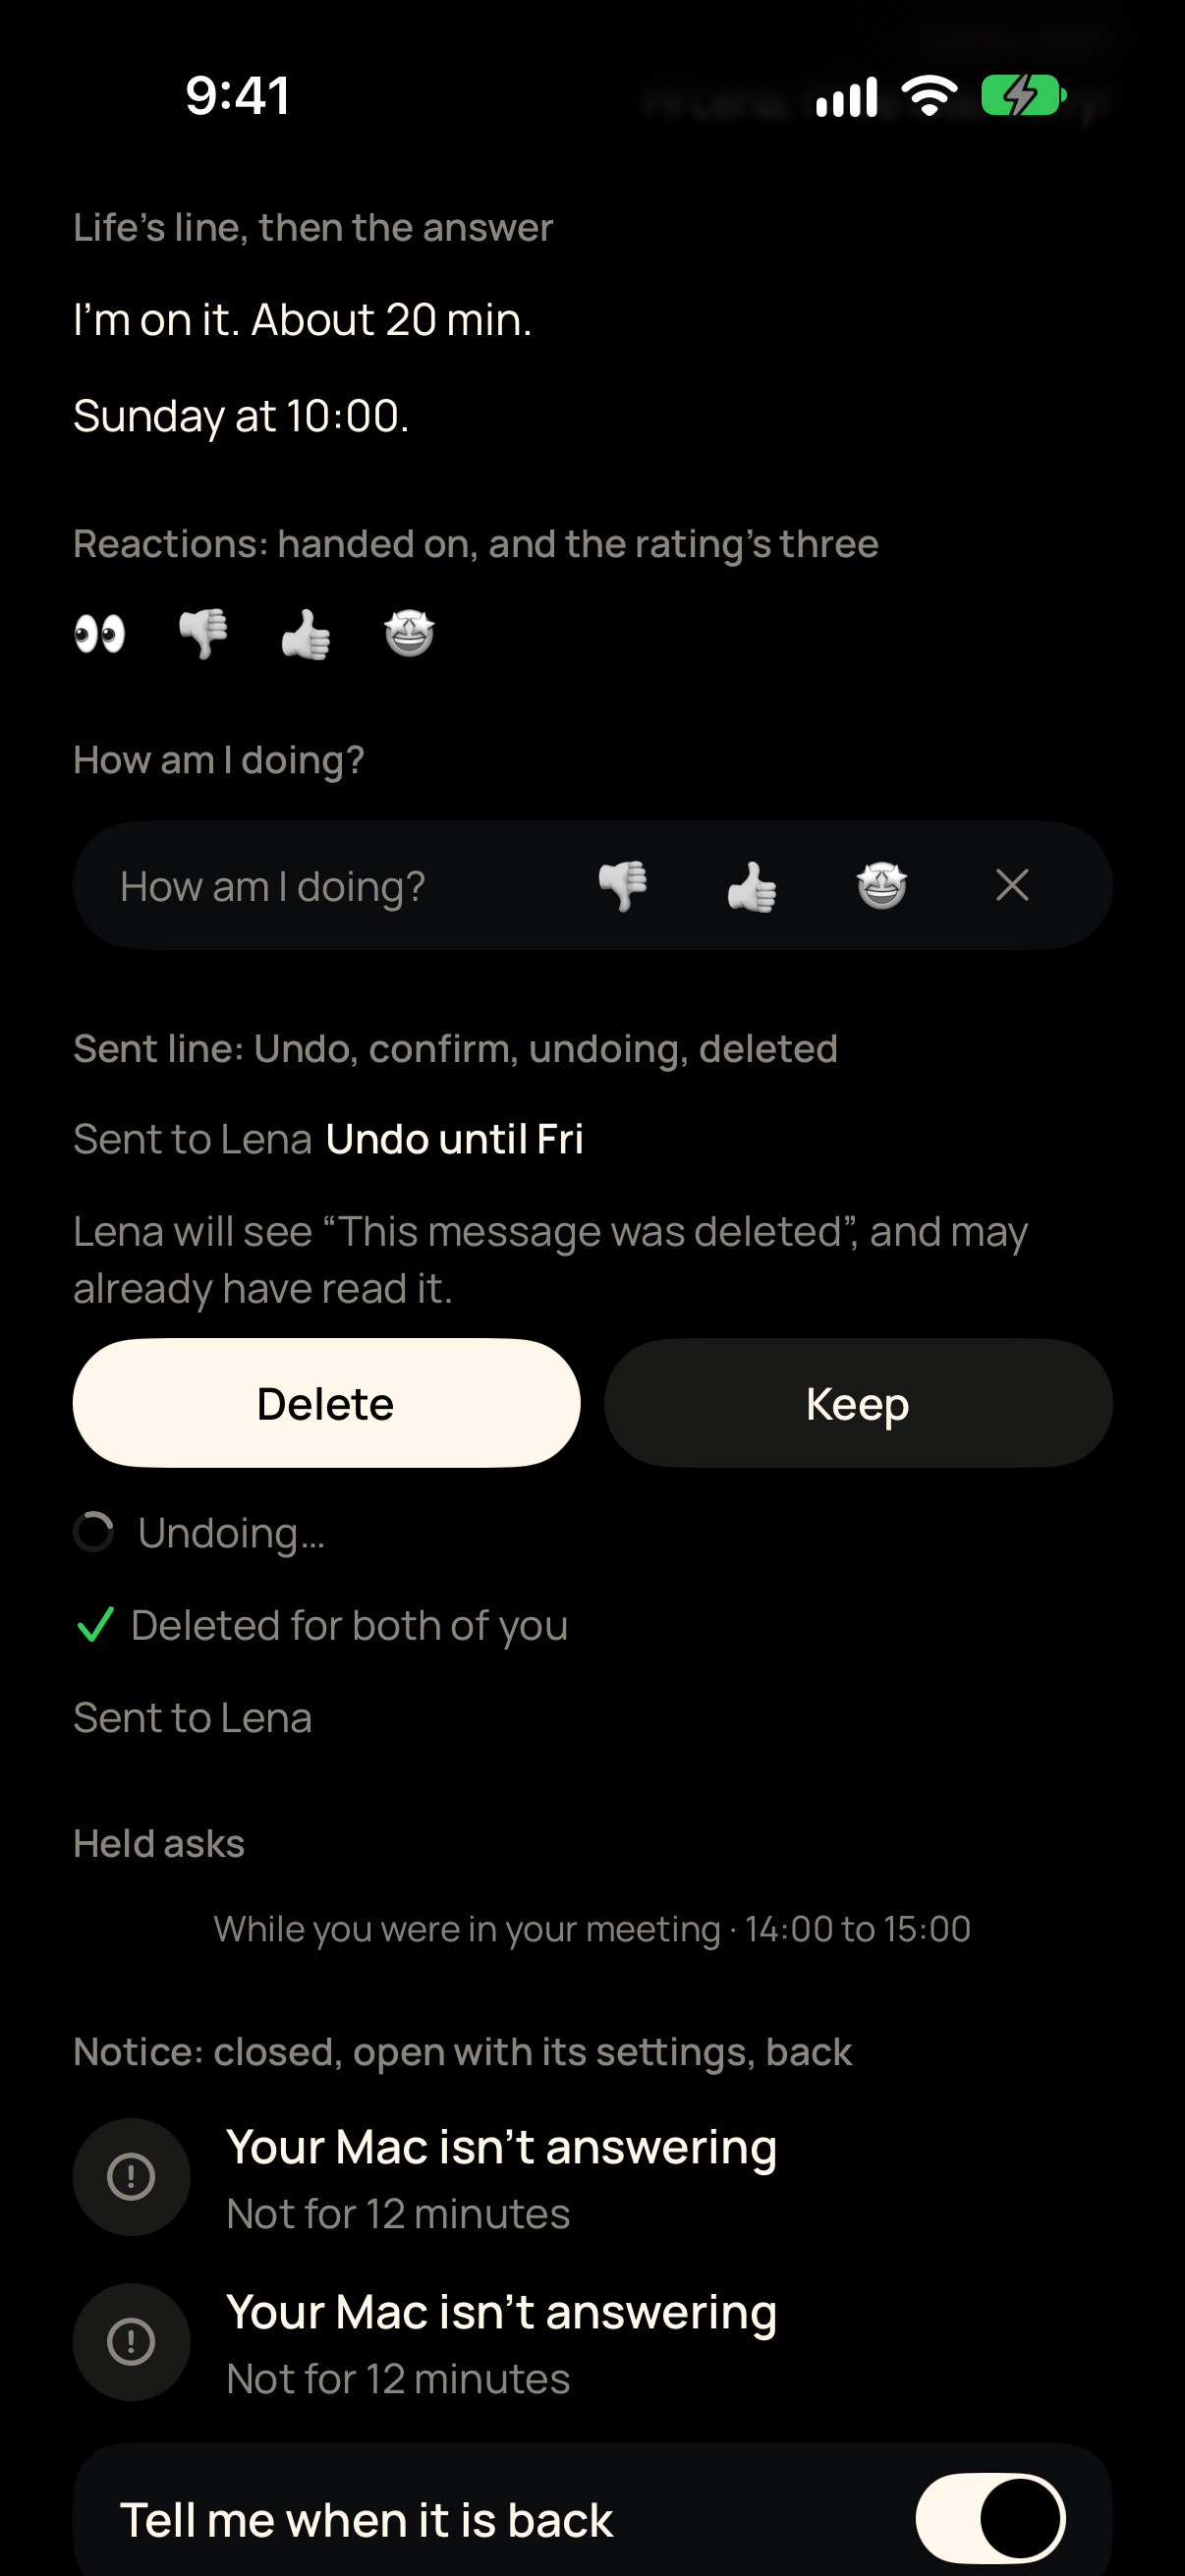 9:41
Life’s line, then the answer
I’m on it. About 20 min.
Sunday at 10:00.
Reactions: handed on, and the rating’s three
How am I doing?
How am I doing?
Sent line: Undo, confirm, undoing, deleted
Sent to Lena Undo until Fri
Lena will see “This message was deleted”, and may
already have read it.
Delete
Keep
Undoing…
Deleted for both of you
Sent to Lena
Held asks
While you were in your meeting · 14:00 to 15:00
Notice: closed, open with its settings, back
Your Mac isn’t answering
Not for 12 minutes
Your Mac isn’t answering
Not for 12 minutes
Tell me when it is back